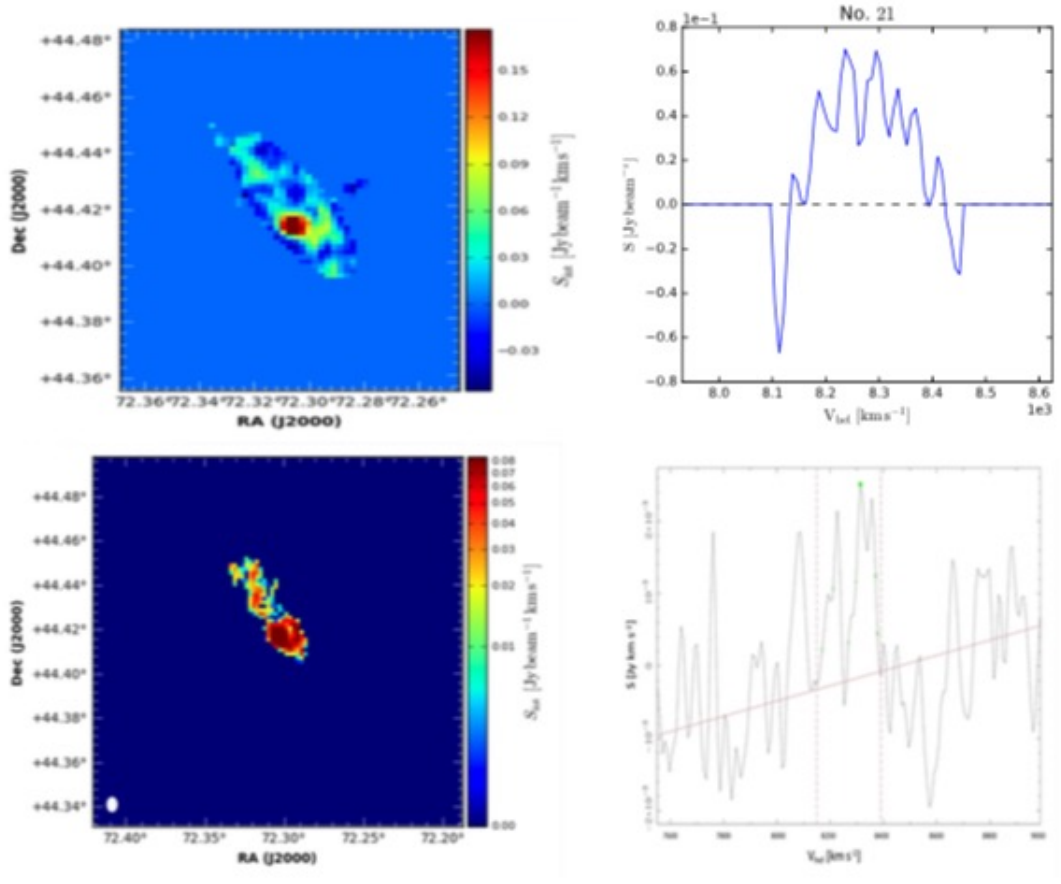 +44.48°
+44.46°
+44.44°
+44.42°
+44.40°
+44.38°
+44.36°
Dec (J2000)
72.36°72.34°72.32°72.30°72.28°72.26°
RA (J2000)
0.15
0.12
0.09
0.06
0.03
0.00
−0.03
S [Jy beam⁻¹ km s⁻¹]
No. 21
1e−1
0.8
0.6
0.4
0.2
0.0
−0.2
−0.4
−0.6
−0.8
S [Jy beam⁻¹]
8.0 8.1 8.2 8.3 8.4 8.5 8.6
1e3
V [km s⁻¹]
+44.48°
+44.46°
+44.44°
+44.42°
+44.40°
+44.38°
+44.36°
+44.34°
Dec (J2000)
72.40° 72.35° 72.30° 72.25° 72.20°
RA (J2000)
0.08
0.07
0.06
0.05
0.04
0.03
0.02
0.01
0.00
S [Jy beam⁻¹ km s⁻¹]
S [Jy km s⁻¹]
0
V [km s⁻¹]